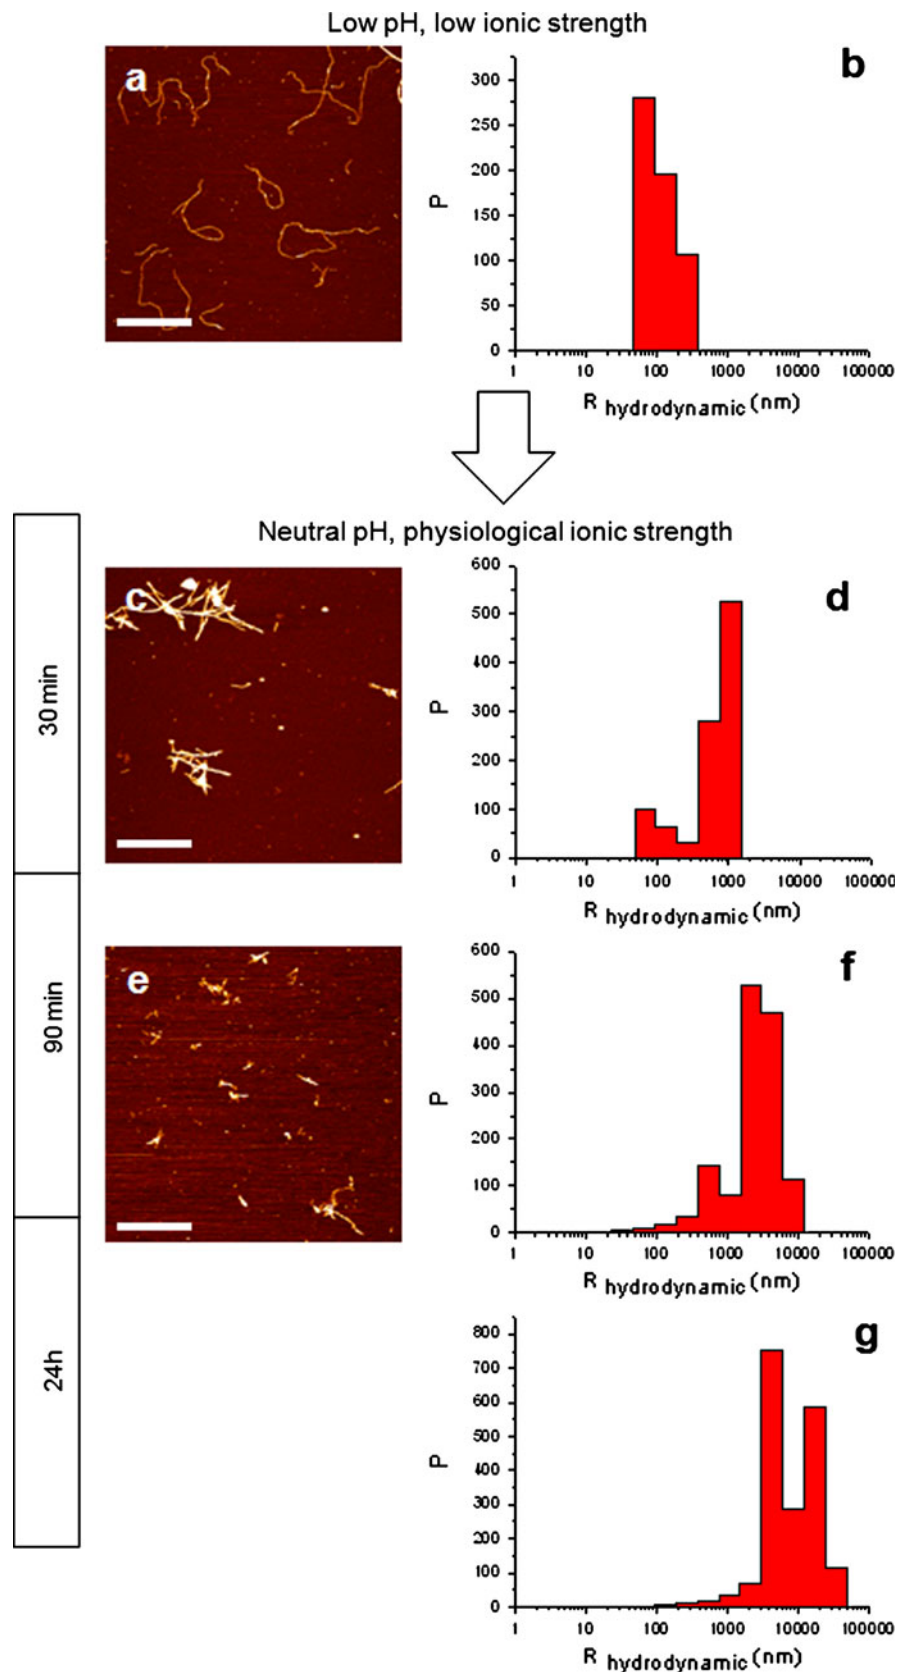 Low pH, low ionic strength
a
b
300
250
200
150
100
50
0
P
1 10 100 1000 10000 100000
R hydrodynamic (nm)
Neutral pH, physiological ionic strength
30 min
c
d
600
500
400
300
200
100
0
P
1 10 100 1000 10000 100000
R hydrodynamic (nm)
90 min
e
f
600
500
400
300
200
100
0
P
1 10 100 1000 10000 100000
R hydrodynamic (nm)
24h
g
800
700
600
500
400
300
200
100
0
P
1 10 100 1000 10000 100000
R hydrodynamic (nm)